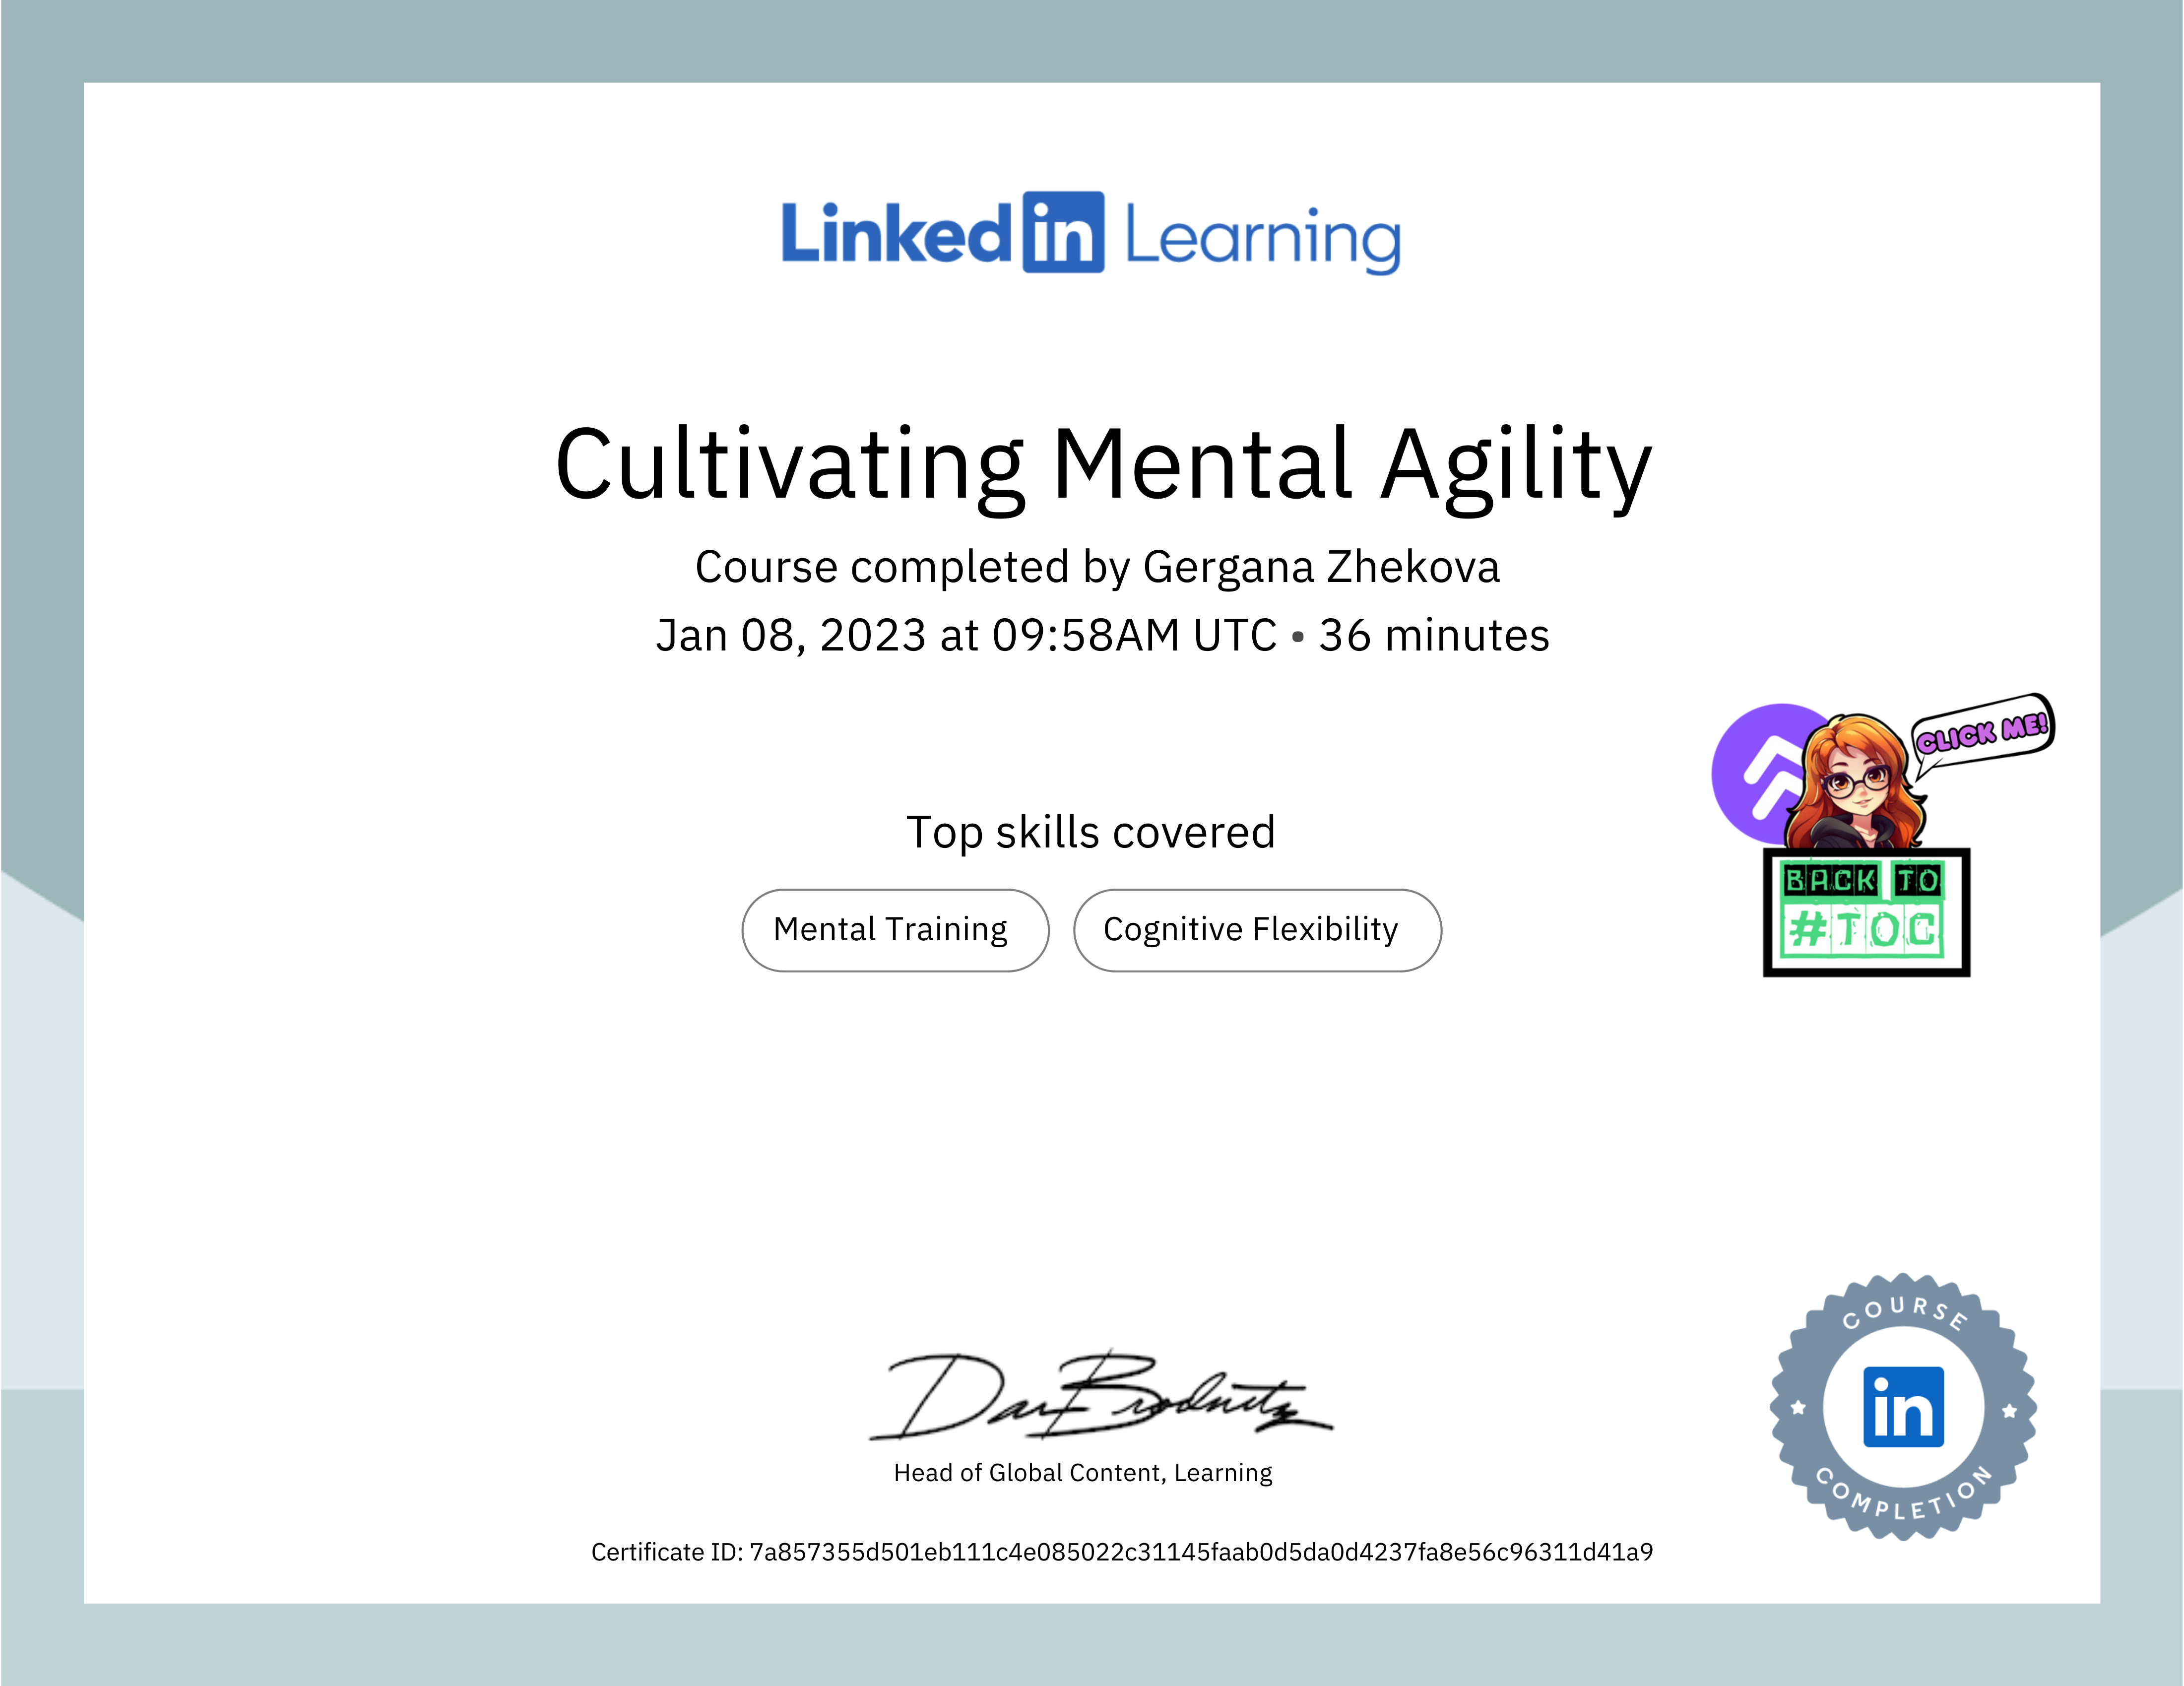 Linked in Learning
Cultivating Mental Agility
Course completed by Gergana Zhekova
Jan 08, 2023 at 09:58AM UTC • 36 minutes
CLICK ME!
Top skills covered
BACK TO
#TOC
Mental Training
Cognitive Flexibility
COURSE
in
COMPLETION
Dan Brodnitz
Head of Global Content, Learning
Certificate ID: 7a857355d501eb111c4e085022c31145faab0d5da0d4237fa8e56c96311d41a9